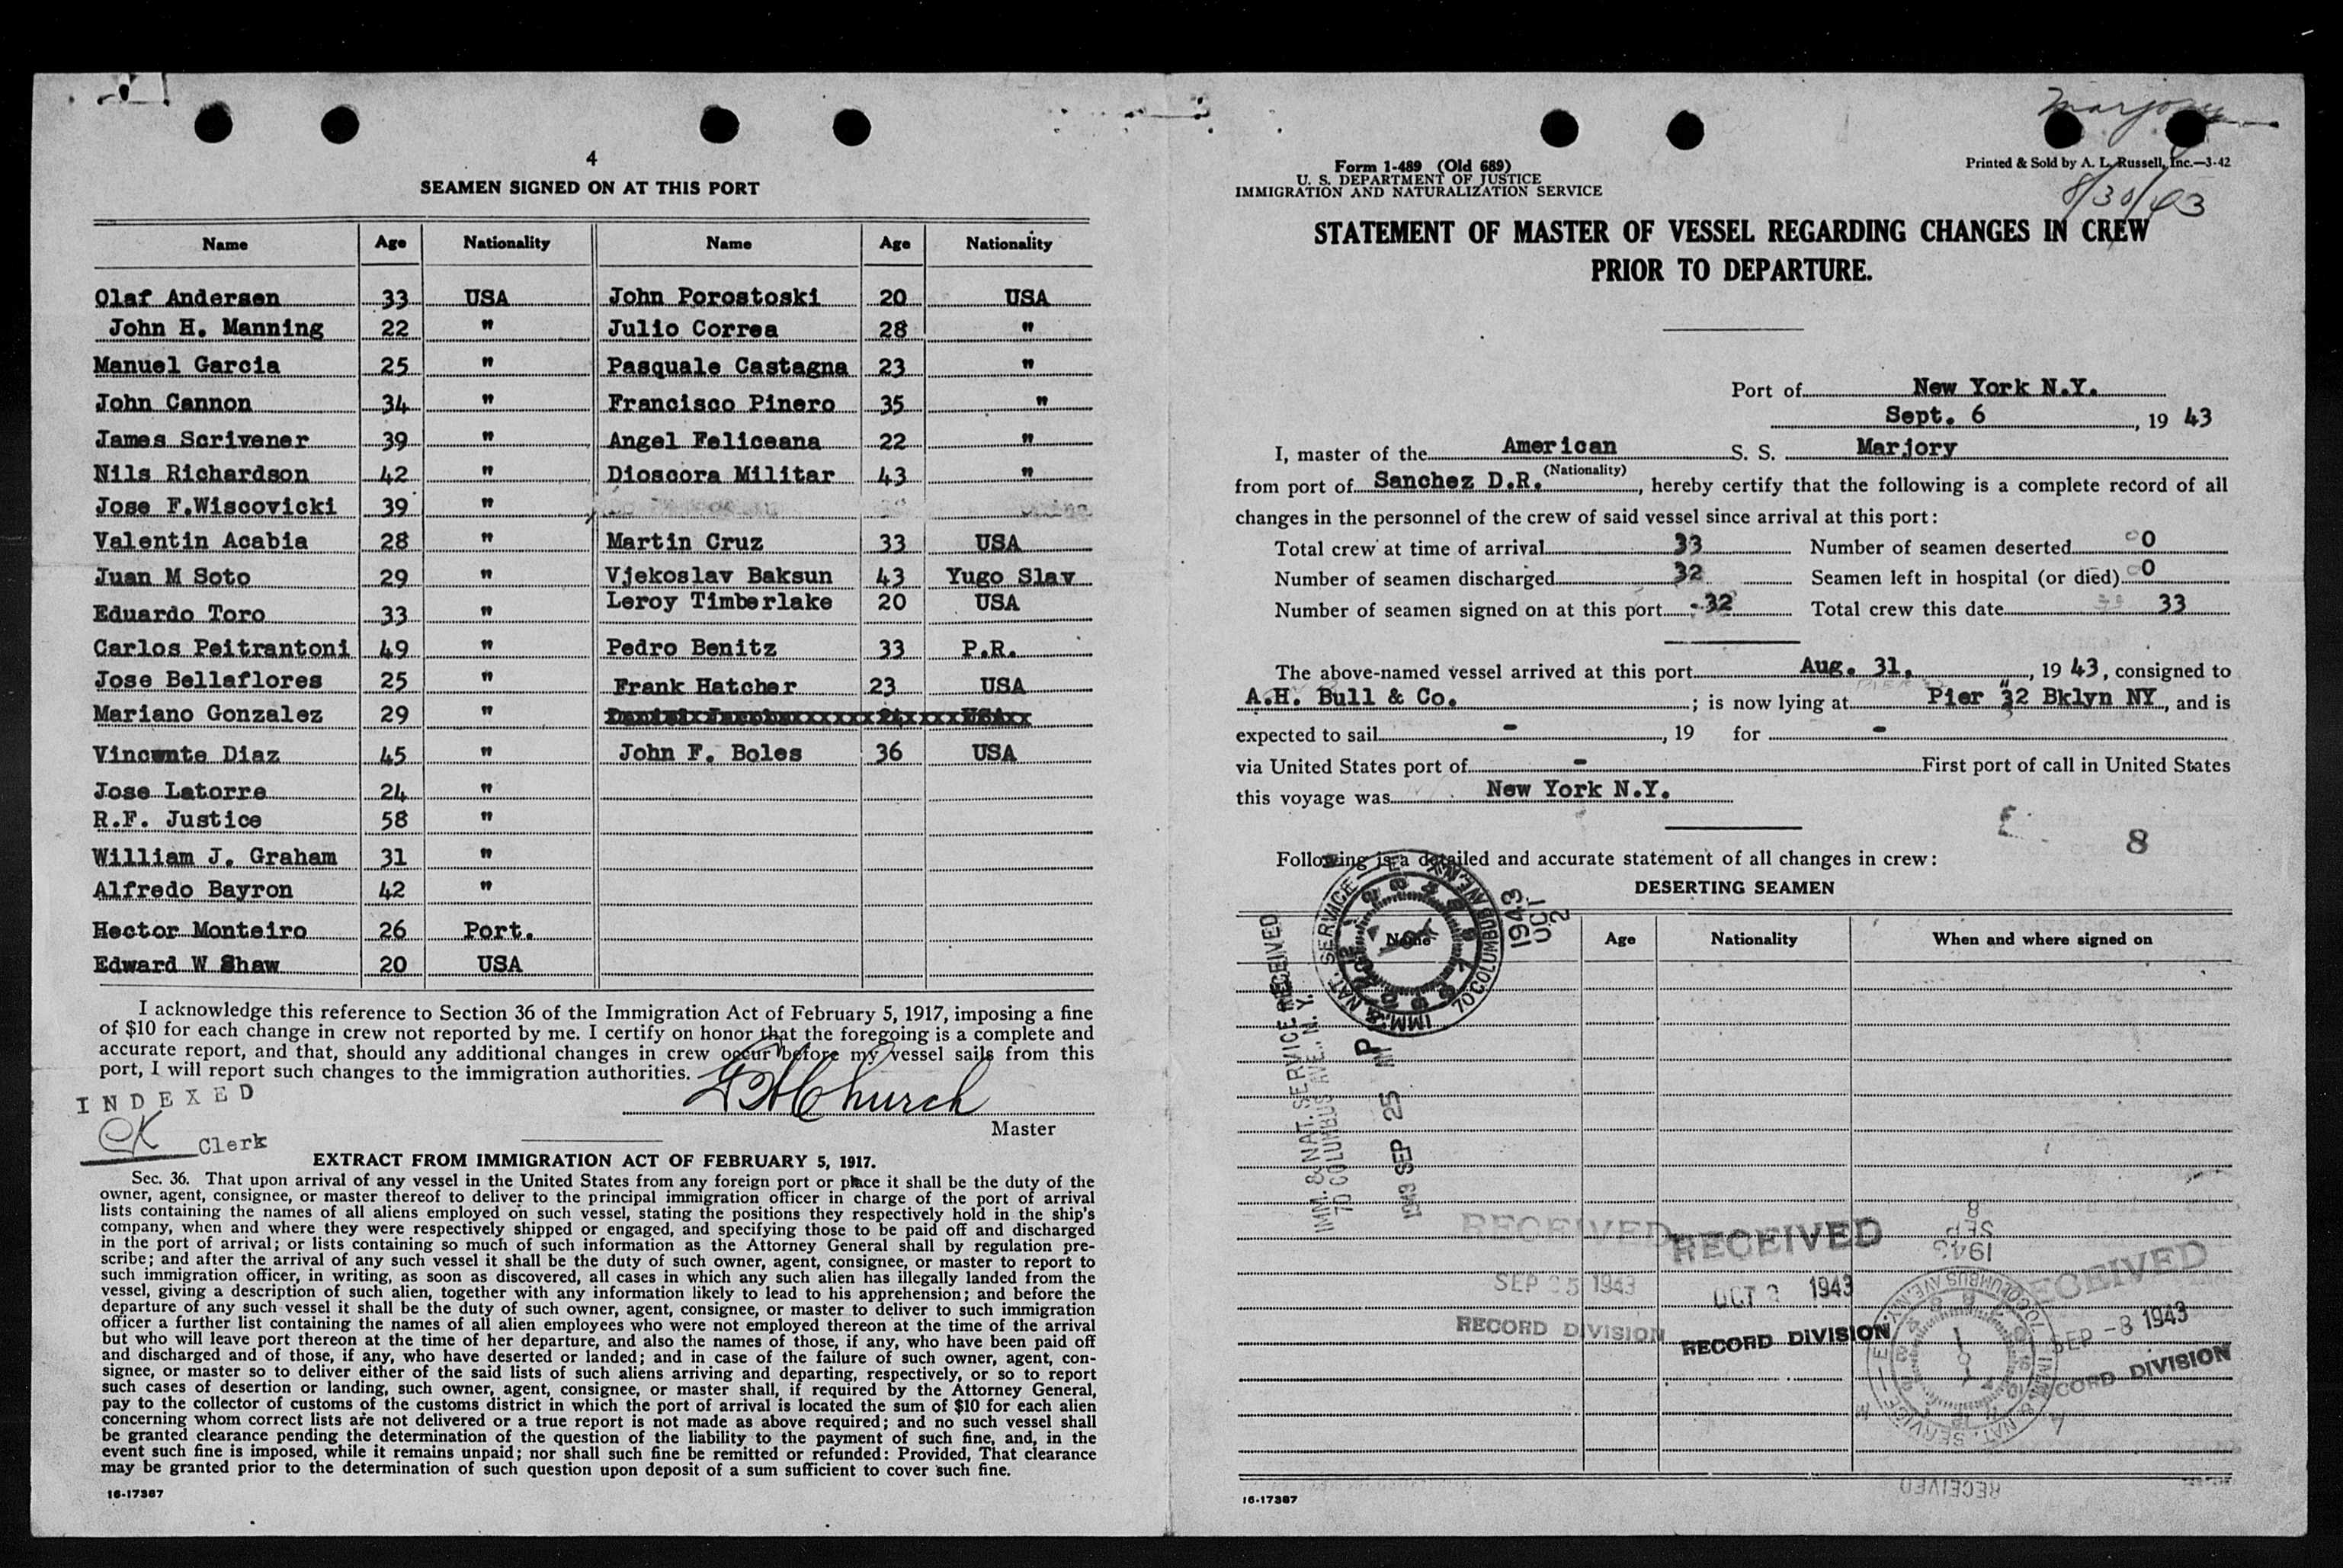 4
SEAMEN SIGNED ON AT THIS PORT
Name Age Nationality Name Age Nationality
Olaf Andersen 33 USA John Porostoski 20 USA
John H. Manning 22 " Julio Correa 28 "
Manuel Garcia 25 " Pasquale Castagna 23 "
John Cannon 34 " Francisco Pinero 35 "
James Scrivener 39 " Angel Feliceana 22 "
Nils Richardson 42 " Dioscora Militar 43 "
Jose F.Wiscovicki 39 "
Valentin Acabia 28 " Martin Cruz 33 USA
Juan M Soto 29 " Vjekoslav Baksun 43 Yugo Slav
Eduardo Toro 33 " Leroy Timberlake 20 USA
Carlos Peitrantoni 49 " Pedro Benitz 33 P.R.
Jose Bellaflores 25 " Frank Hatcher 23 USA
Mariano Gonzalez 29 "
Vincente Diaz 45 " John F. Boles 36 USA
Jose Latorre 24 "
R.F. Justice 58 "
William J. Graham 31 "
Alfredo Bayron 42 "
Hector Monteiro 26 Port.
Edward W Shaw 20 USA
I acknowledge this reference to Section 36 of the Immigration Act of February 5, 1917, imposing a fine
of $10 for each change in crew not reported by me. I certify on honor that the foregoing is a complete and
accurate report, and that, should any additional changes in crew occur before my vessel sails from this
port, I will report such changes to the immigration authorities.
INDEXED
Church
Master
CK Clerk
EXTRACT FROM IMMIGRATION ACT OF FEBRUARY 5, 1917.
Sec. 36. That upon arrival of any vessel in the United States from any foreign port or place it shall be the duty of the
owner, agent, consignee, or master thereof to deliver to the principal immigration officer in charge of the port of arrival
lists containing the names of all aliens employed on such vessel, stating the positions they respectively hold in the ship's
company, when and where they were respectively shipped or engaged, and specifying those to be paid off and discharged
in the port of arrival; or lists containing so much of such information as the Attorney General shall by regulation pre-
scribe; and after the arrival of any such vessel it shall be the duty of such owner, agent, consignee, or master to report to
such immigration officer, in writing, as soon as discovered, all cases in which any such alien has illegally landed from the
vessel, giving a description of such alien, together with any information likely to lead to his apprehension; and before the
departure of any such vessel it shall be the duty of such owner, agent, consignee, or master to deliver to such immigration
officer a further list containing the names of all alien employees who were not employed thereon at the time of the arrival
but who will leave port thereon at the time of her departure, and also the names of those, if any, who have been paid off
and discharged and of those, if any, who have deserted or landed; and in case of the failure of such owner, agent, con-
signee, or master so to deliver either of the said lists of such aliens arriving and departing, respectively, or so to report
such cases of desertion or landing, such owner, agent, consignee, or master shall, if required by the Attorney General,
pay to the collector of customs of the customs district in which the port of arrival is located the sum of $10 for each alien
concerning whom correct lists are not delivered or a true report is not made as above required; and no such vessel shall
be granted clearance pending the determination of the question of the liability to the payment of such fine, and, in the
event such fine is imposed, while it remains unpaid; nor shall such fine be remitted or refunded: Provided, That clearance
may be granted prior to the determination of such question upon deposit of a sum sufficient to cover such fine.
16-17387
Marjory
Form 1-489 (Old 689)
U. S. DEPARTMENT OF JUSTICE
IMMIGRATION AND NATURALIZATION SERVICE
Printed & Sold by A. L. Russell, Inc.—3-42
8/30/43
STATEMENT OF MASTER OF VESSEL REGARDING CHANGES IN CREW
PRIOR TO DEPARTURE.
Port of New York N.Y.
Sept. 6, 19 43
I, master of the American S. S. Marjory
(Nationality)
from port of Sanchez D.R., hereby certify that the following is a complete record of all
changes in the personnel of the crew of said vessel since arrival at this port:
Total crew at time of arrival 33 Number of seamen deserted 0
Number of seamen discharged 32 Seamen left in hospital (or died) 0
Number of seamen signed on at this port 32 Total crew this date 33
The above-named vessel arrived at this port Aug. 31, 19 43, consigned to
A.H. Bull & Co.; is now lying at Pier 32 Bklyn NY, and is
expected to sail - , 19 for -
via United States port of - First port of call in United States
this voyage was New York N.Y.
8
Following is a detailed and accurate statement of all changes in crew:
DESERTING SEAMEN
Name Age Nationality When and where signed on
1943 OCT 2
IMM. & NAT. SERVICE 70 COLUMBUS AVE. N.Y.
RECEIVED
IMM. & NAT. SERVICE
70 COLUMBUS AVE., N. Y.
1943 SEP 25 PM
RECEIVED
SEP 25 1943
RECORD DIVISION
RECEIVED
OCT 2 1943
RECORD DIVISION
1943 SEP 8
IMM. & NAT. SERVICE 70 COLUMBUS AVE. N.Y.
RECEIVED
SEP -8 1943
RECORD DIVISION
RECEIVED
16-17387